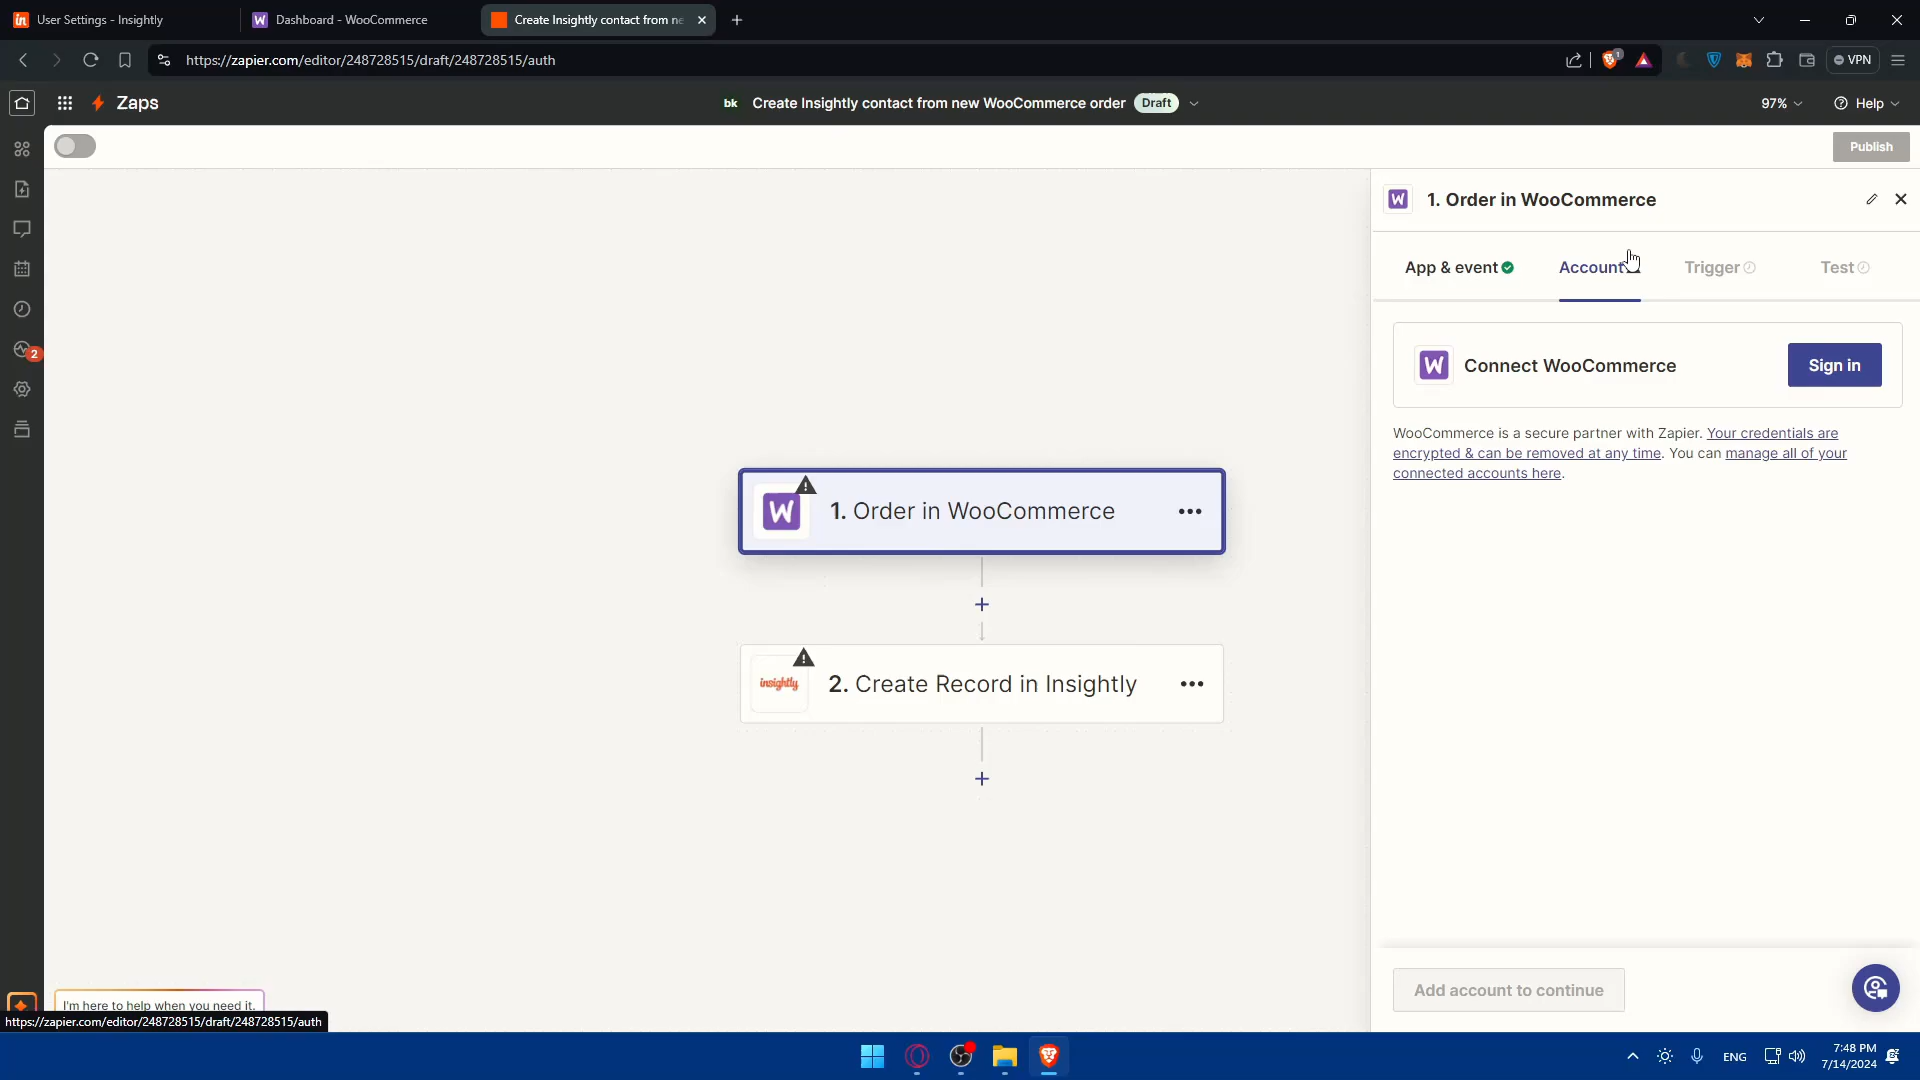 User Settings - Insightly
Dashboard - WooCommerce
Create Insightly contact from ne
https://zapier.com/editor/248728515/draft/248728515/auth
1
VPN
Zaps
bk
Create Insightly contact from new WooCommerce order
Draft
97%
Help
Publish
1. Order in WooCommerce
App & event
Account
Trigger
Test
Connect WooCommerce
Sign in
WooCommerce is a secure partner with Zapier. Your credentials are
encrypted & can be removed at any time. You can manage all of your
connected accounts here.
2
1. Order in WooCommerce
insightly
2. Create Record in Insightly
Add account to continue
I'm here to help when you need it.
https://zapier.com/editor/248728515/draft/248728515/auth
ENG
7:48 PM
7/14/2024